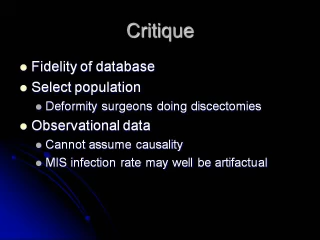 Critique
Fidelity of database
Select population
Deformity surgeons doing discectomies
Observational data
Cannot assume causality
MIS infection rate may well be artifactual